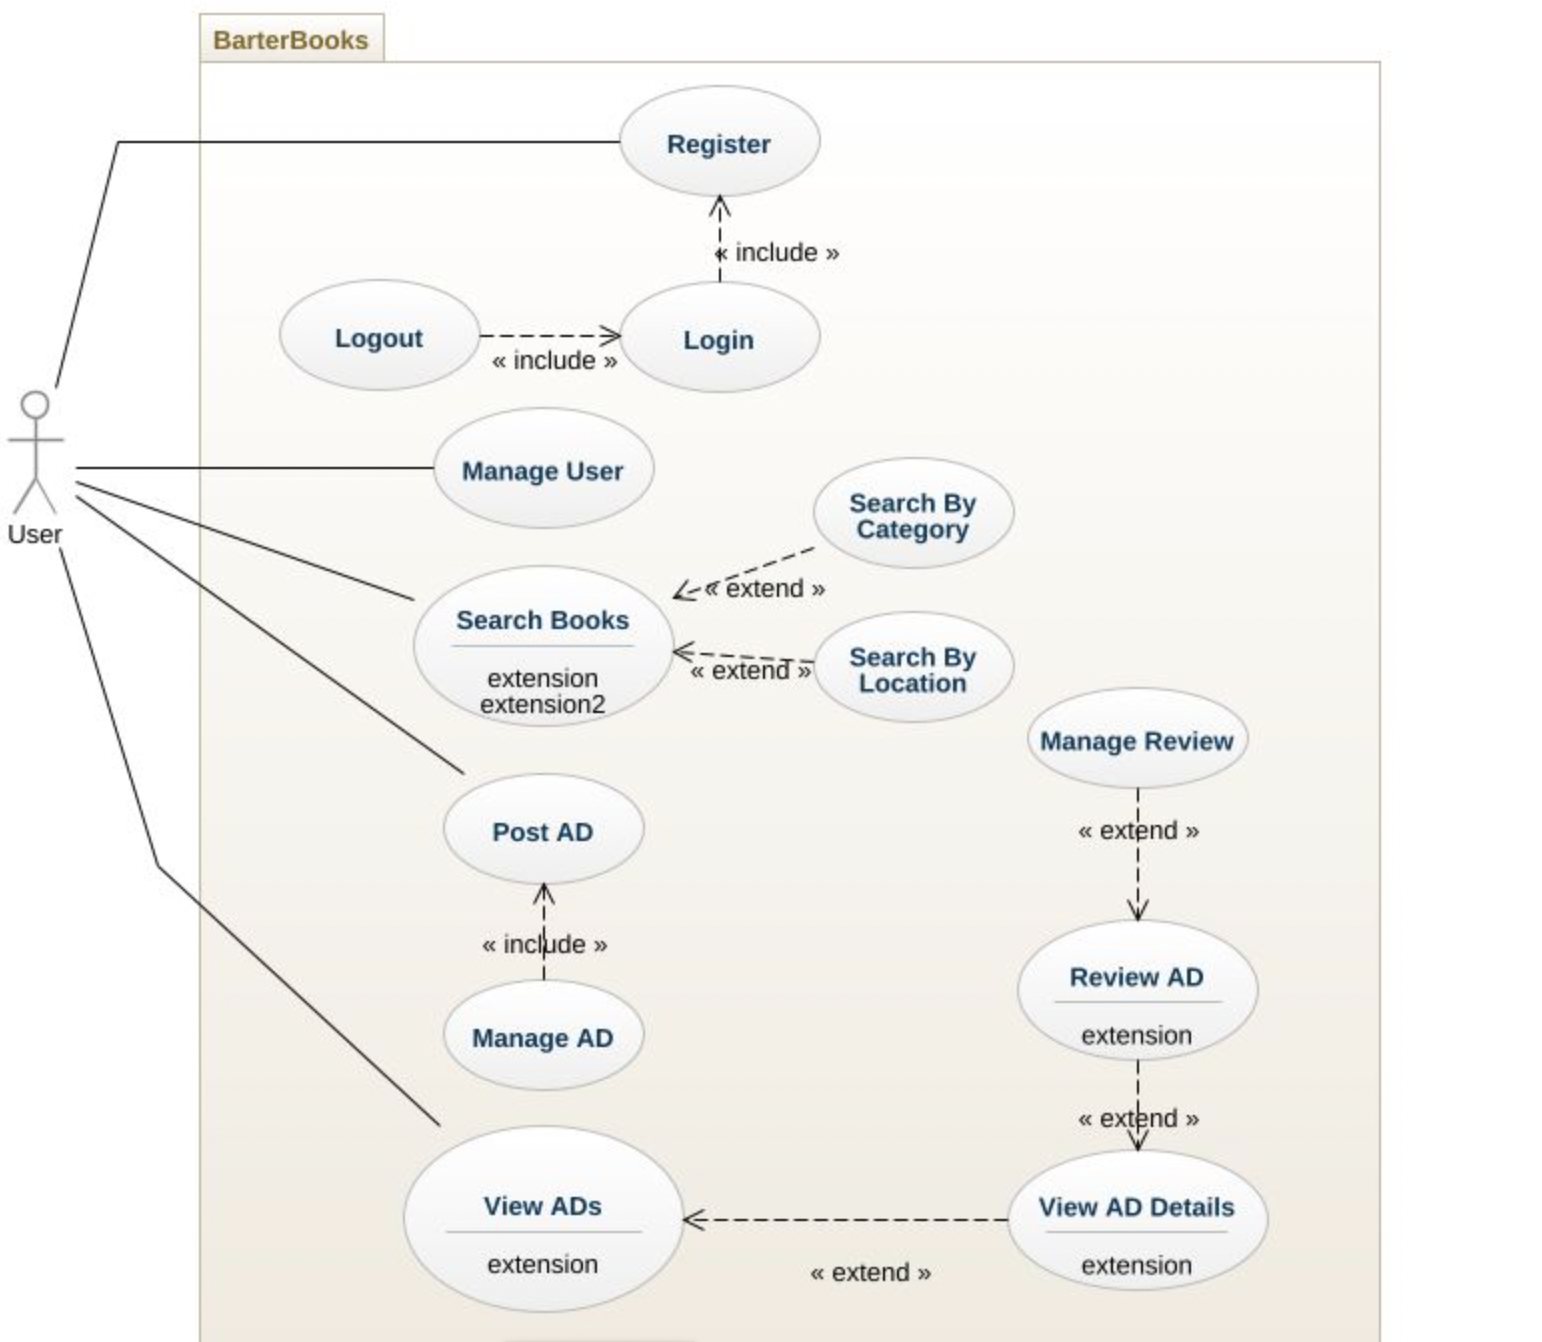 BarterBooks
Register
« include »
Logout
Login
« include »
User
Manage User
Search By
Category
« extend »
Search Books
extension
extension2
Search By
Location
« extend »
Manage Review
« extend »
Post AD
« include »
Manage AD
Review AD
extension
« extend »
View ADs
extension
View AD Details
extension
« extend »